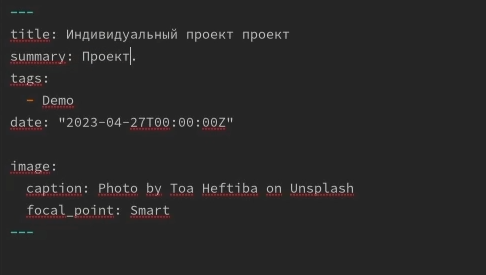 ---
title: Индивидуальный проект проект
summary: Проект.
tags:
  - Demo
date: "2023-04-27T00:00:00Z"

image:
  caption: Photo by Toa Heftiba on Unsplash
  focal_point: Smart
---